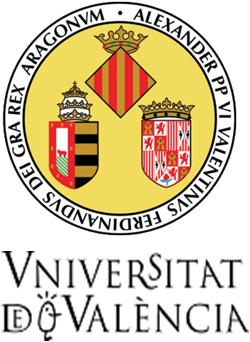 ALEXANDER PP VI VALENTINVS FERDINANDVS DEI GRA REX ARAGONVM
VNIVERSITAT
DE VALÈNCIA